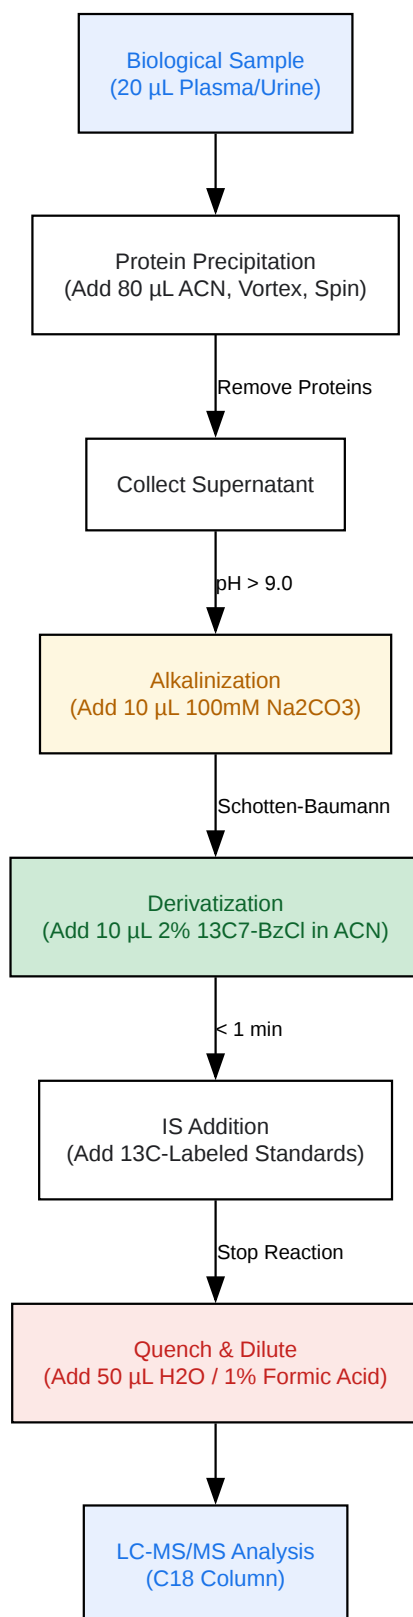 Biological Sample
(20 µL Plasma/Urine)
Protein Precipitation
(Add 80 µL ACN, Vortex, Spin)
Remove Proteins
Collect Supernatant
pH > 9.0
Alkalinization
(Add 10 µL 100mM Na2CO3)
Schotten-Baumann
Derivatization
(Add 10 µL 2% 13C7-BzCl in ACN)
< 1 min
IS Addition
(Add 13C-Labeled Standards)
Stop Reaction
Quench & Dilute
(Add 50 µL H2O / 1% Formic Acid)
LC-MS/MS Analysis
(C18 Column)